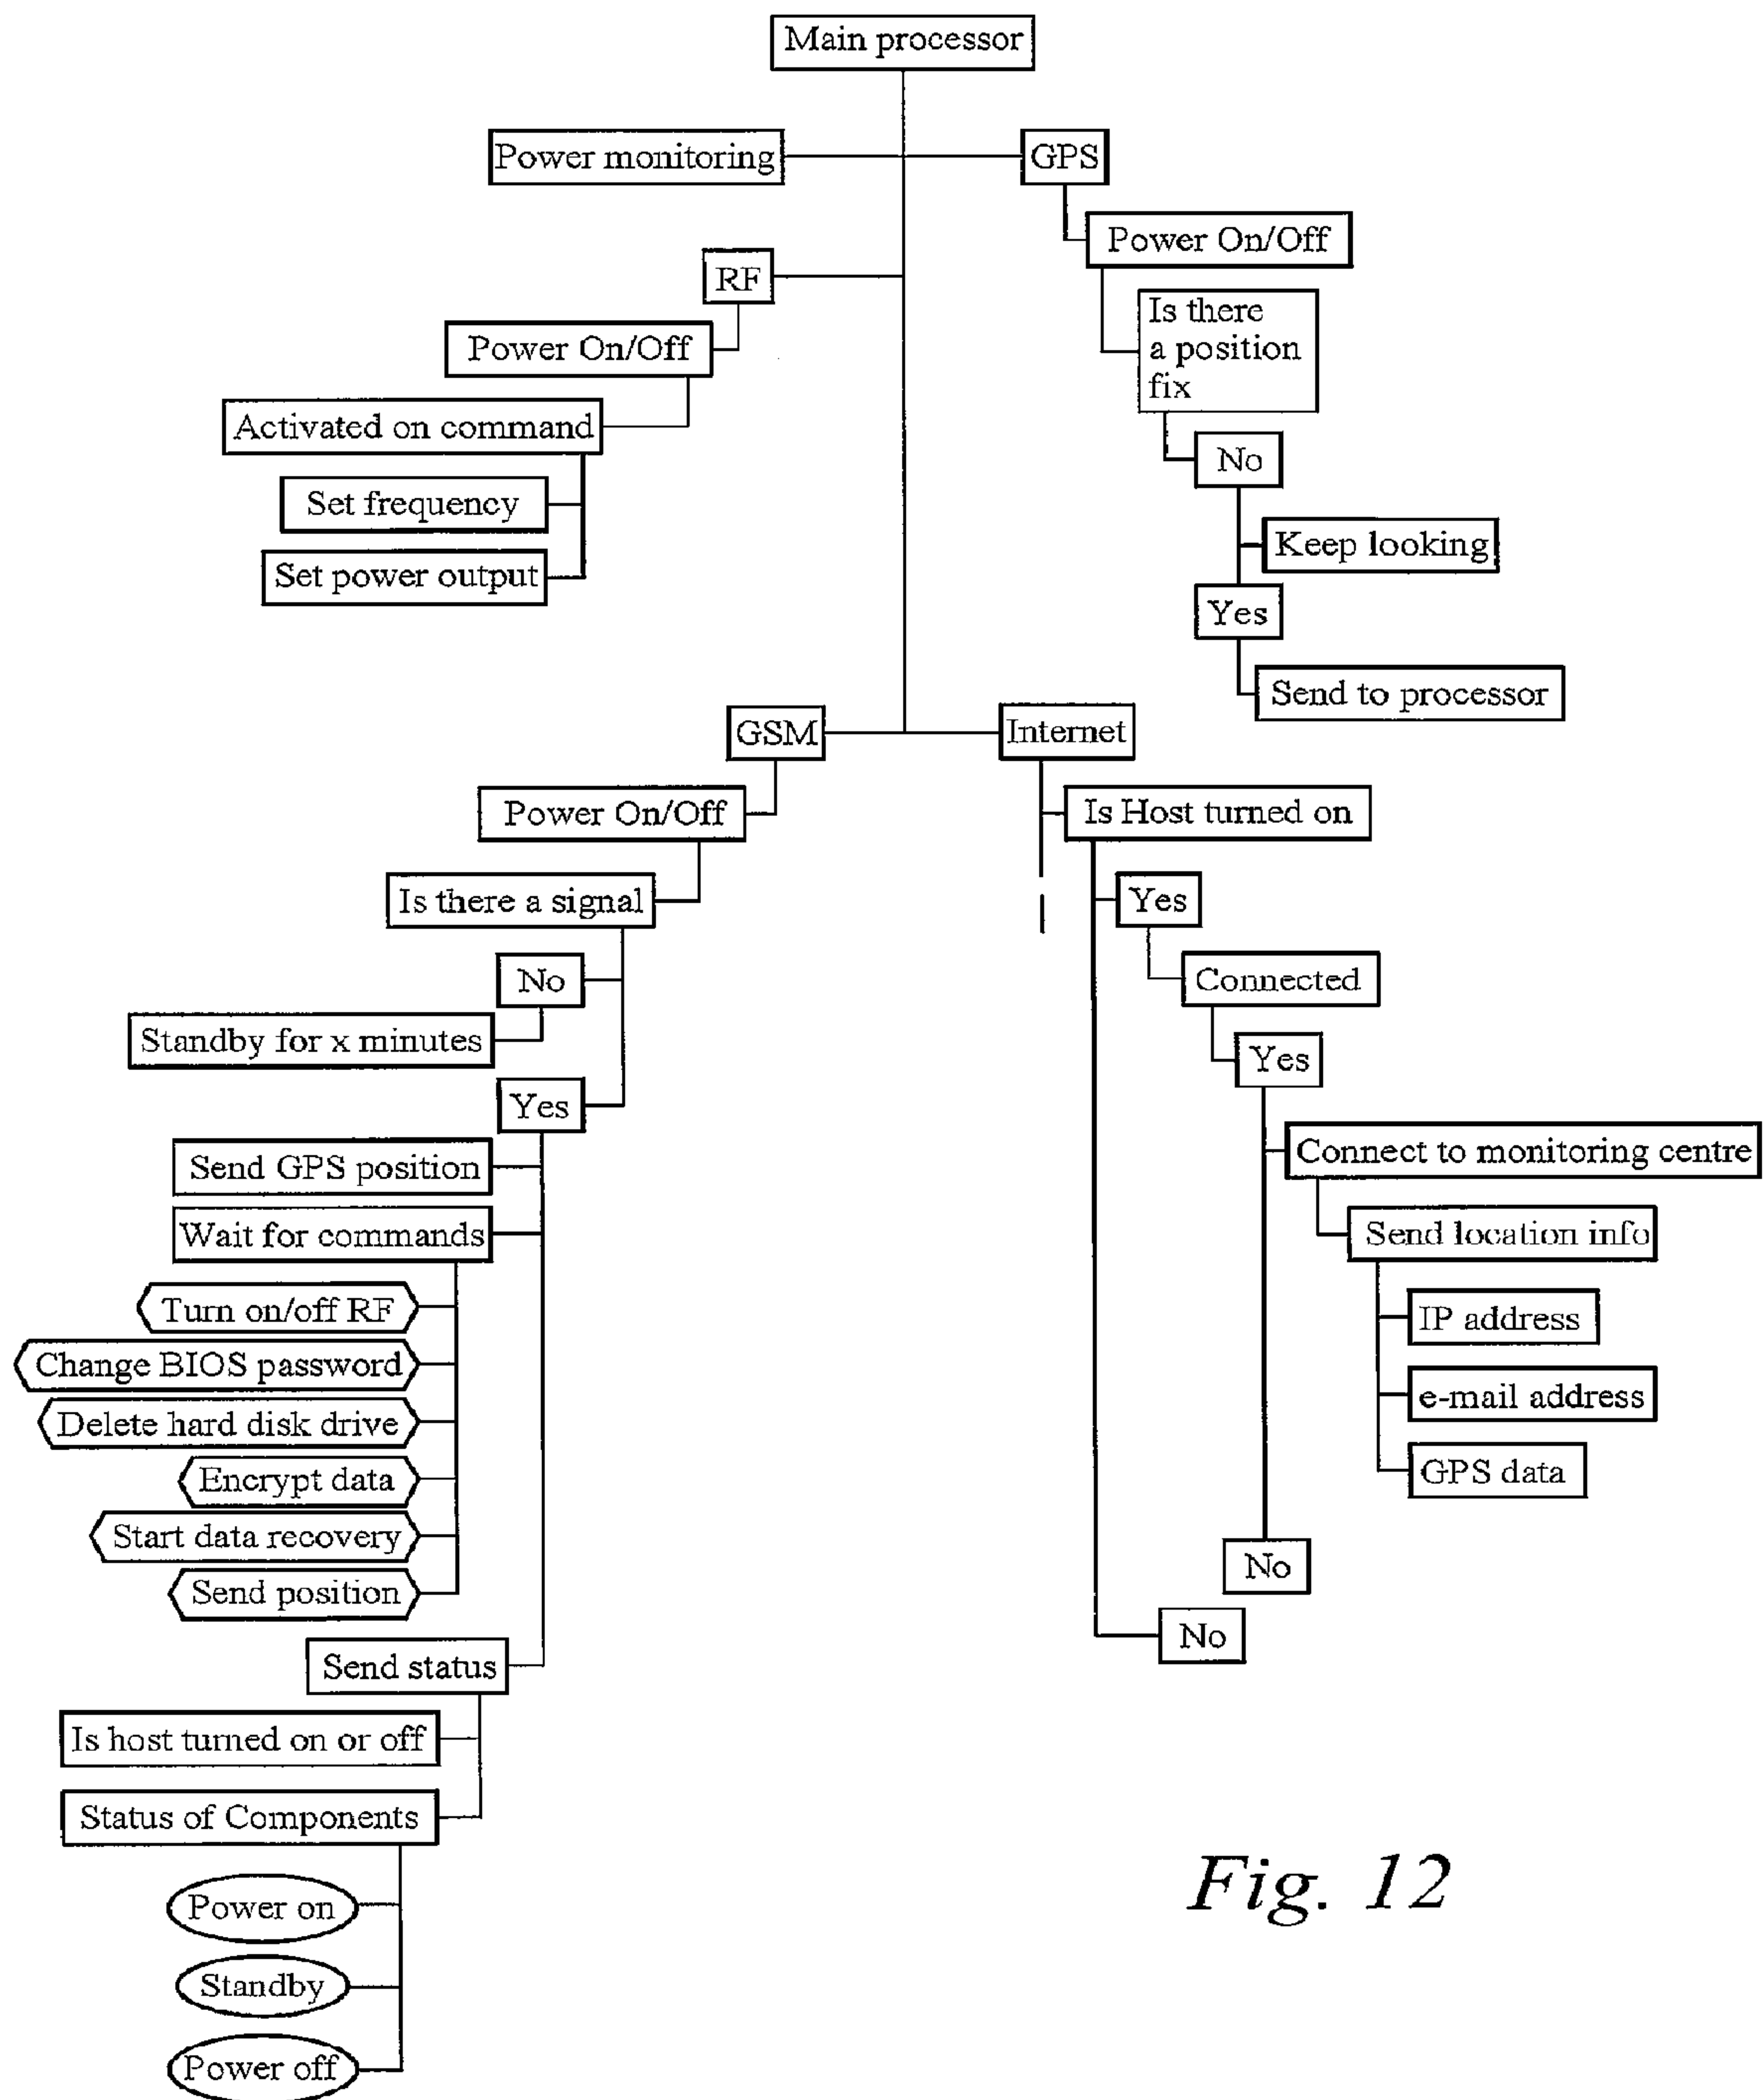 Main processor
Power monitoring
GPS
Power On/Off
Is there
a position
fix
No
Keep looking
Yes
Send to processor
RF
Power On/Off
Activated on command
Set frequency
Set power output
GSM
Power On/Off
Is there a signal
No
Standby for x minutes
Yes
Send GPS position
Wait for commands
Turn on/off RF
Change BIOS password
Delete hard disk drive
Encrypt data
Start data recovery
Send position
Send status
Is host turned on or off
Status of Components
Power on
Standby
Power off
Internet
Is Host turned on
Yes
Connected
Yes
Connect to monitoring centre
Send location info
IP address
e-mail address
GPS data
No
No
Fig. 12